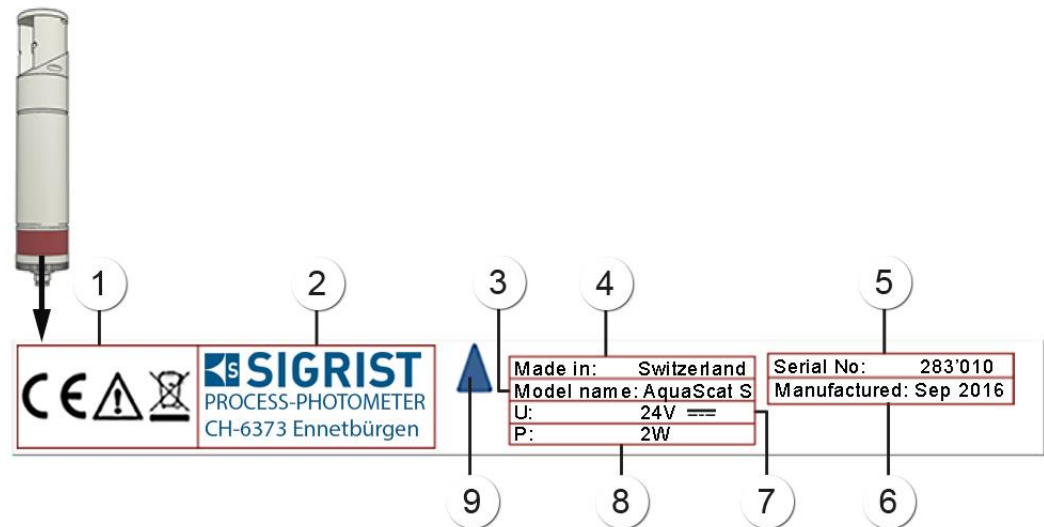 1
2
3
4
5
CE
S SIGRIST
PROCESS-PHOTOMETER
CH-6373 Ennetbürgen
Made in: Switzerland
Model name: AquaScat S
U: 24V
P: 2W
Serial No: 283'010
Manufactured: Sep 2016
9
8
7
6